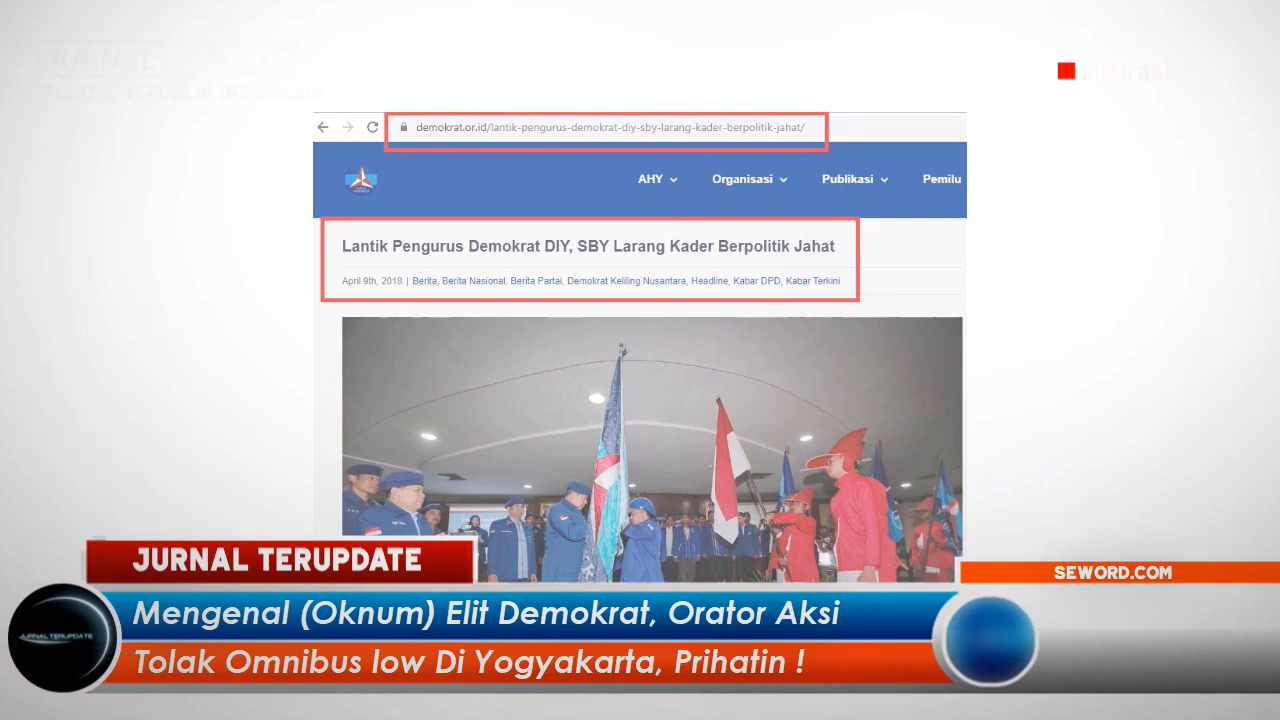 JURNAL
demokrat.or.id/lantik-pengurus-demokrat-diy-sby-larang-kader-berpolitik-jahat/
AHY Organisasi Publikasi Pemilu
Lantik Pengurus Demokrat DIY, SBY Larang Kader Berpolitik Jahat
April 9th, 2018 | Berita, Berita Nasional, Berita Partai, Demokrat Keliling Nusantara, Headline, Kabar DPD, Kabar Terkini
JURNAL TERUPDATE
SEWORD.COM
JURNAL TERUPDATE
Mengenal (Oknum) Elit Demokrat, Orator Aksi
Tolak Omnibus low Di Yogyakarta, Prihatin !